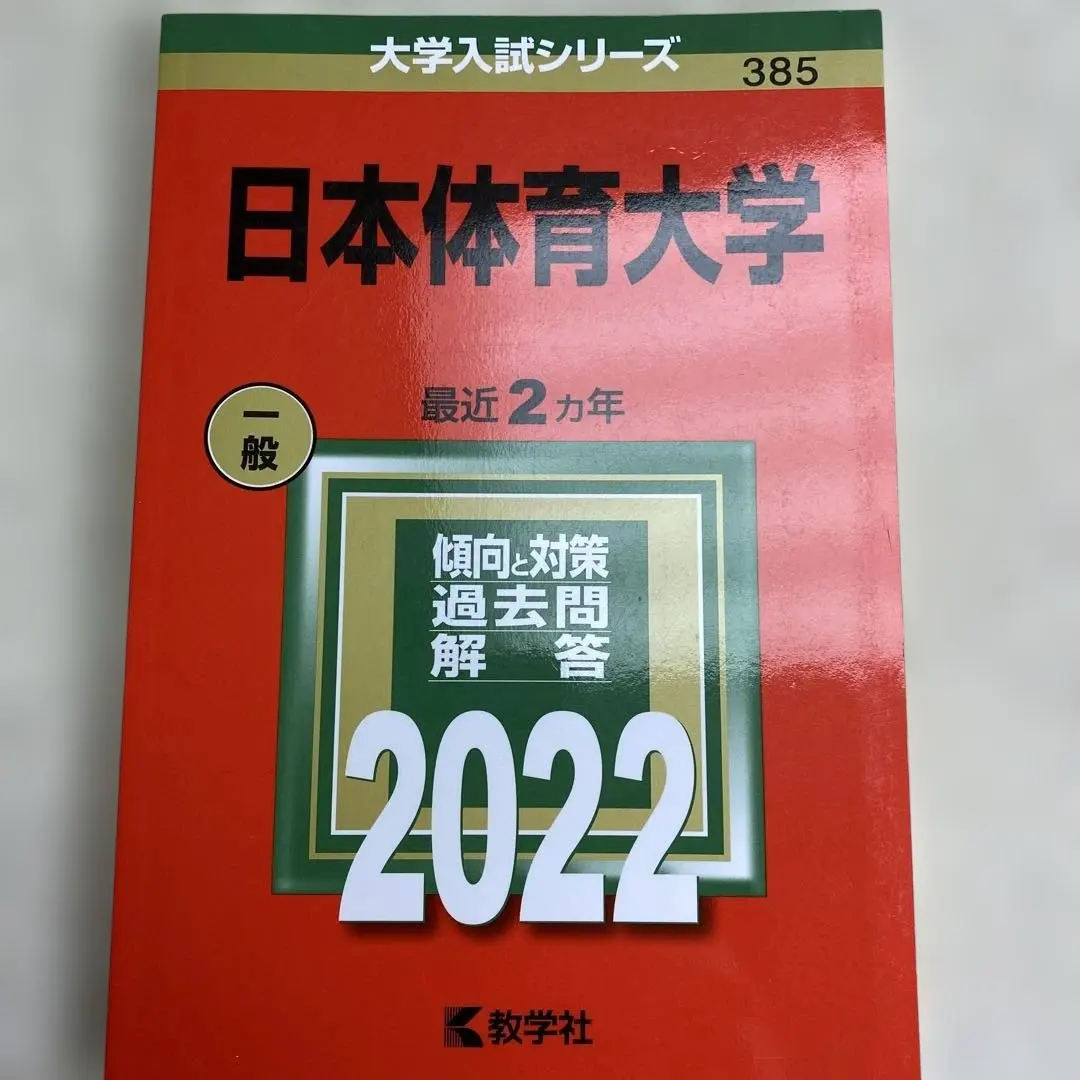 大学入試シリーズ
385
日本体育大学
最近2カ年
一般
傾向と対策
過去問
解答
2022
教学社